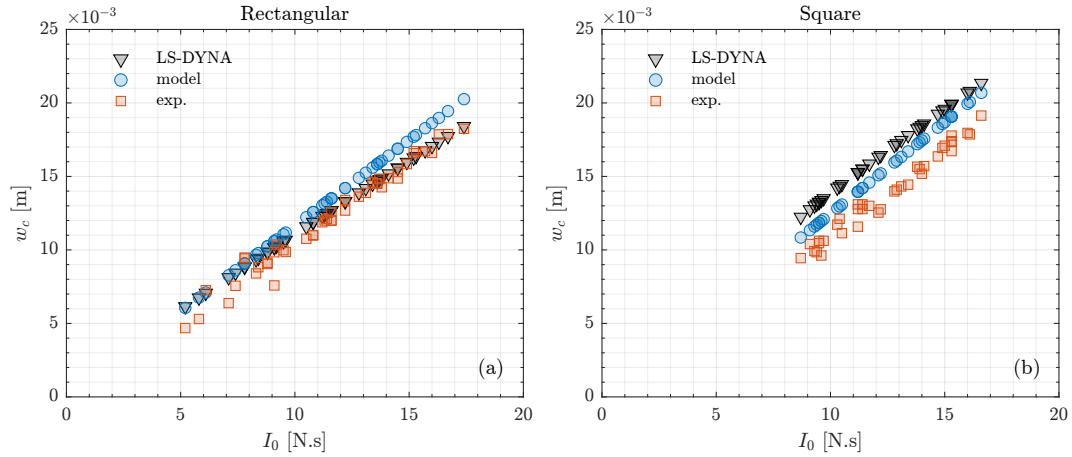 Rectangular
×10⁻³
25
20
15
10
5
0
w_c [m]
LS-DYNA
model
exp.
(a)
0 5 10 15 20
I₀ [N.s]
Square
×10⁻³
25
20
15
10
5
0
w_c [m]
LS-DYNA
model
exp.
(b)
0 5 10 15 20
I₀ [N.s]